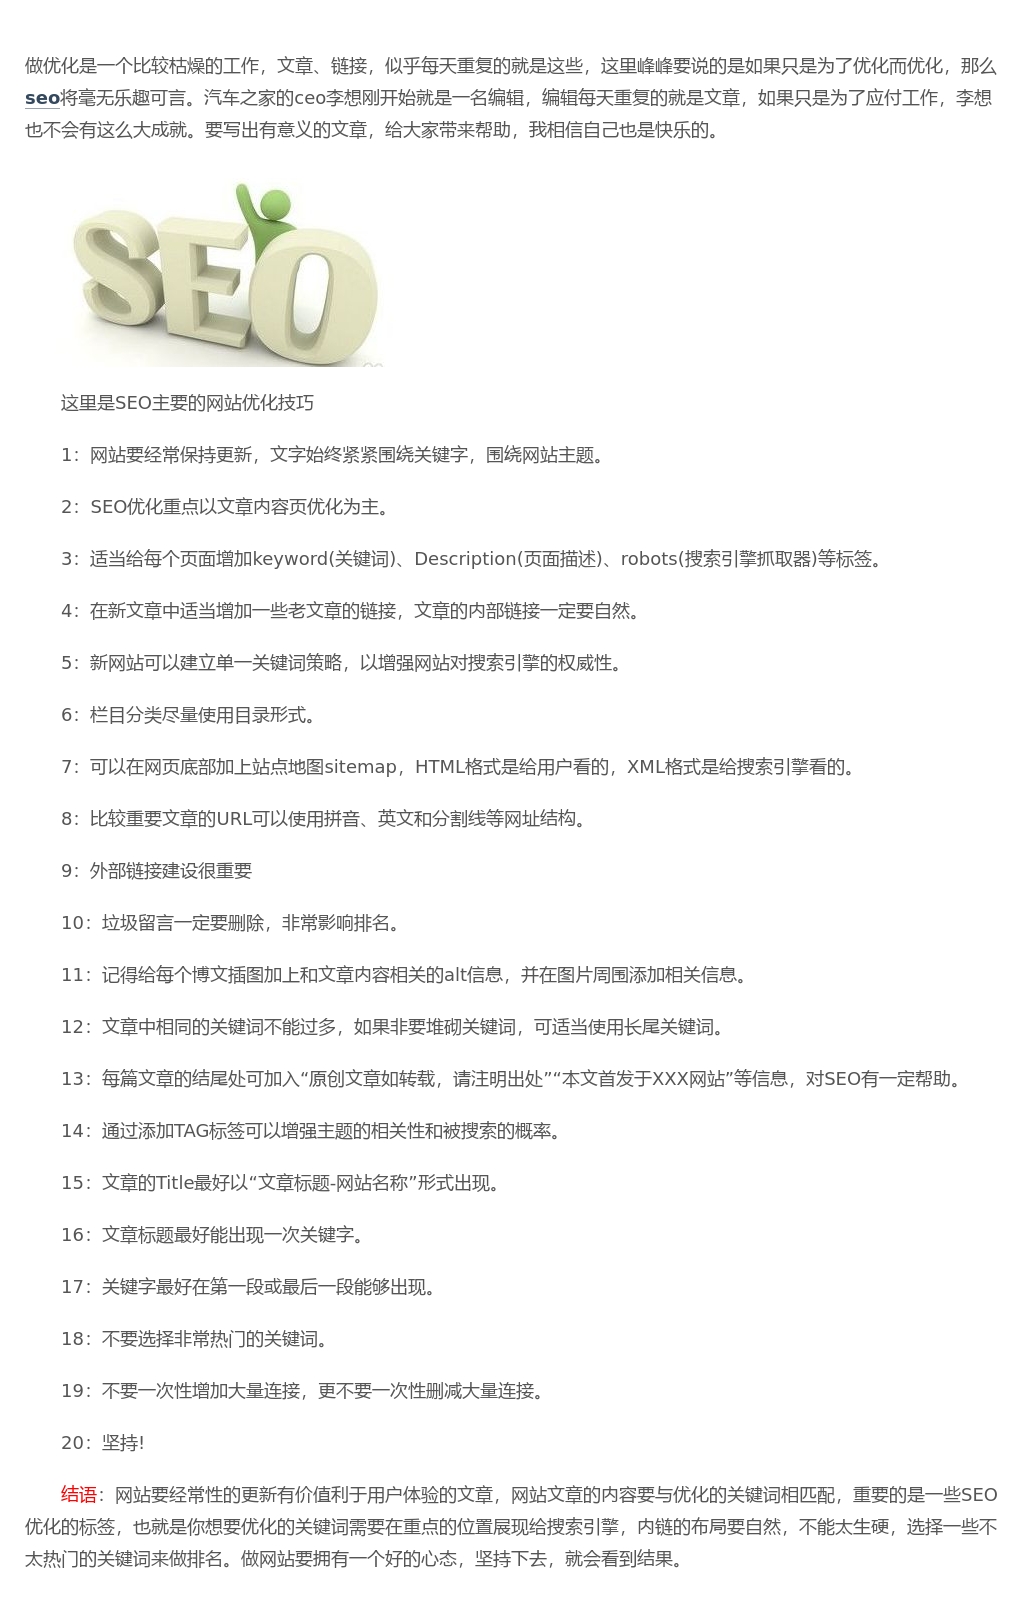 做优化是一个比较枯燥的工作，文章、链接，似乎每天重复的就是这些，这里峰峰要说的是如果只是为了优化而优化，那么
seo将毫无乐趣可言。汽车之家的ceo李想刚开始就是一名编辑，编辑每天重复的就是文章，如果只是为了应付工作，李想
也不会有这么大成就。要写出有意义的文章，给大家带来帮助，我相信自己也是快乐的。
SEO
这里是SEO主要的网站优化技巧
1：网站要经常保持更新，文字始终紧紧围绕关键字，围绕网站主题。
2：SEO优化重点以文章内容页优化为主。
3：适当给每个页面增加keyword(关键词)、Description(页面描述)、robots(搜索引擎抓取器)等标签。
4：在新文章中适当增加一些老文章的链接，文章的内部链接一定要自然。
5：新网站可以建立单一关键词策略，以增强网站对搜索引擎的权威性。
6：栏目分类尽量使用目录形式。
7：可以在网页底部加上站点地图sitemap，HTML格式是给用户看的，XML格式是给搜索引擎看的。
8：比较重要文章的URL可以使用拼音、英文和分割线等网址结构。
9：外部链接建设很重要
10：垃圾留言一定要删除，非常影响排名。
11：记得给每个博文插图加上和文章内容相关的alt信息，并在图片周围添加相关信息。
12：文章中相同的关键词不能过多，如果非要堆砌关键词，可适当使用长尾关键词。
13：每篇文章的结尾处可加入“原创文章如转载，请注明出处”“本文首发于XXX网站”等信息，对SEO有一定帮助。
14：通过添加TAG标签可以增强主题的相关性和被搜索的概率。
15：文章的Title最好以“文章标题-网站名称”形式出现。
16：文章标题最好能出现一次关键字。
17：关键字最好在第一段或最后一段能够出现。
18：不要选择非常热门的关键词。
19：不要一次性增加大量连接，更不要一次性删减大量连接。
20：坚持!
结语：网站要经常性的更新有价值利于用户体验的文章，网站文章的内容要与优化的关键词相匹配，重要的是一些SEO
优化的标签，也就是你想要优化的关键词需要在重点的位置展现给搜索引擎，内链的布局要自然，不能太生硬，选择一些不
太热门的关键词来做排名。做网站要拥有一个好的心态，坚持下去，就会看到结果。